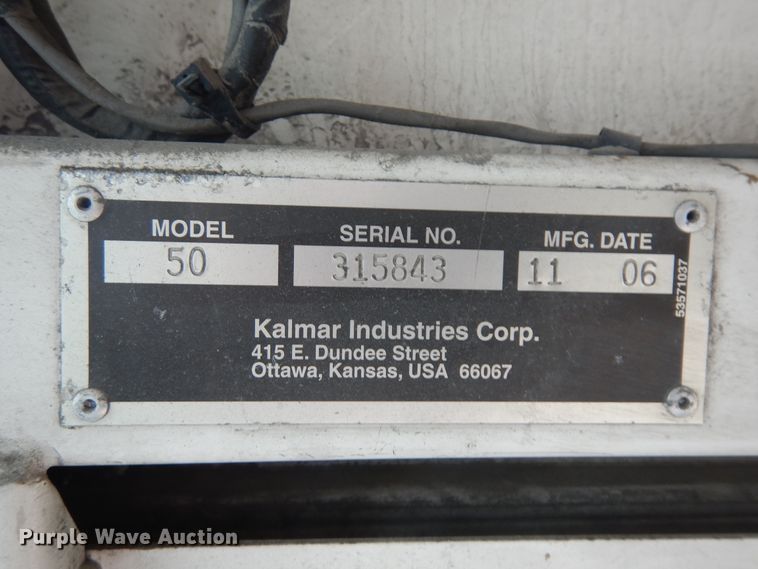 MODEL SERIAL NO. MFG. DATE
50 315843 11 06
53571037
Kalmar Industries Corp.
415 E. Dundee Street
Ottawa, Kansas, USA 66067
Purple Wave Auction®